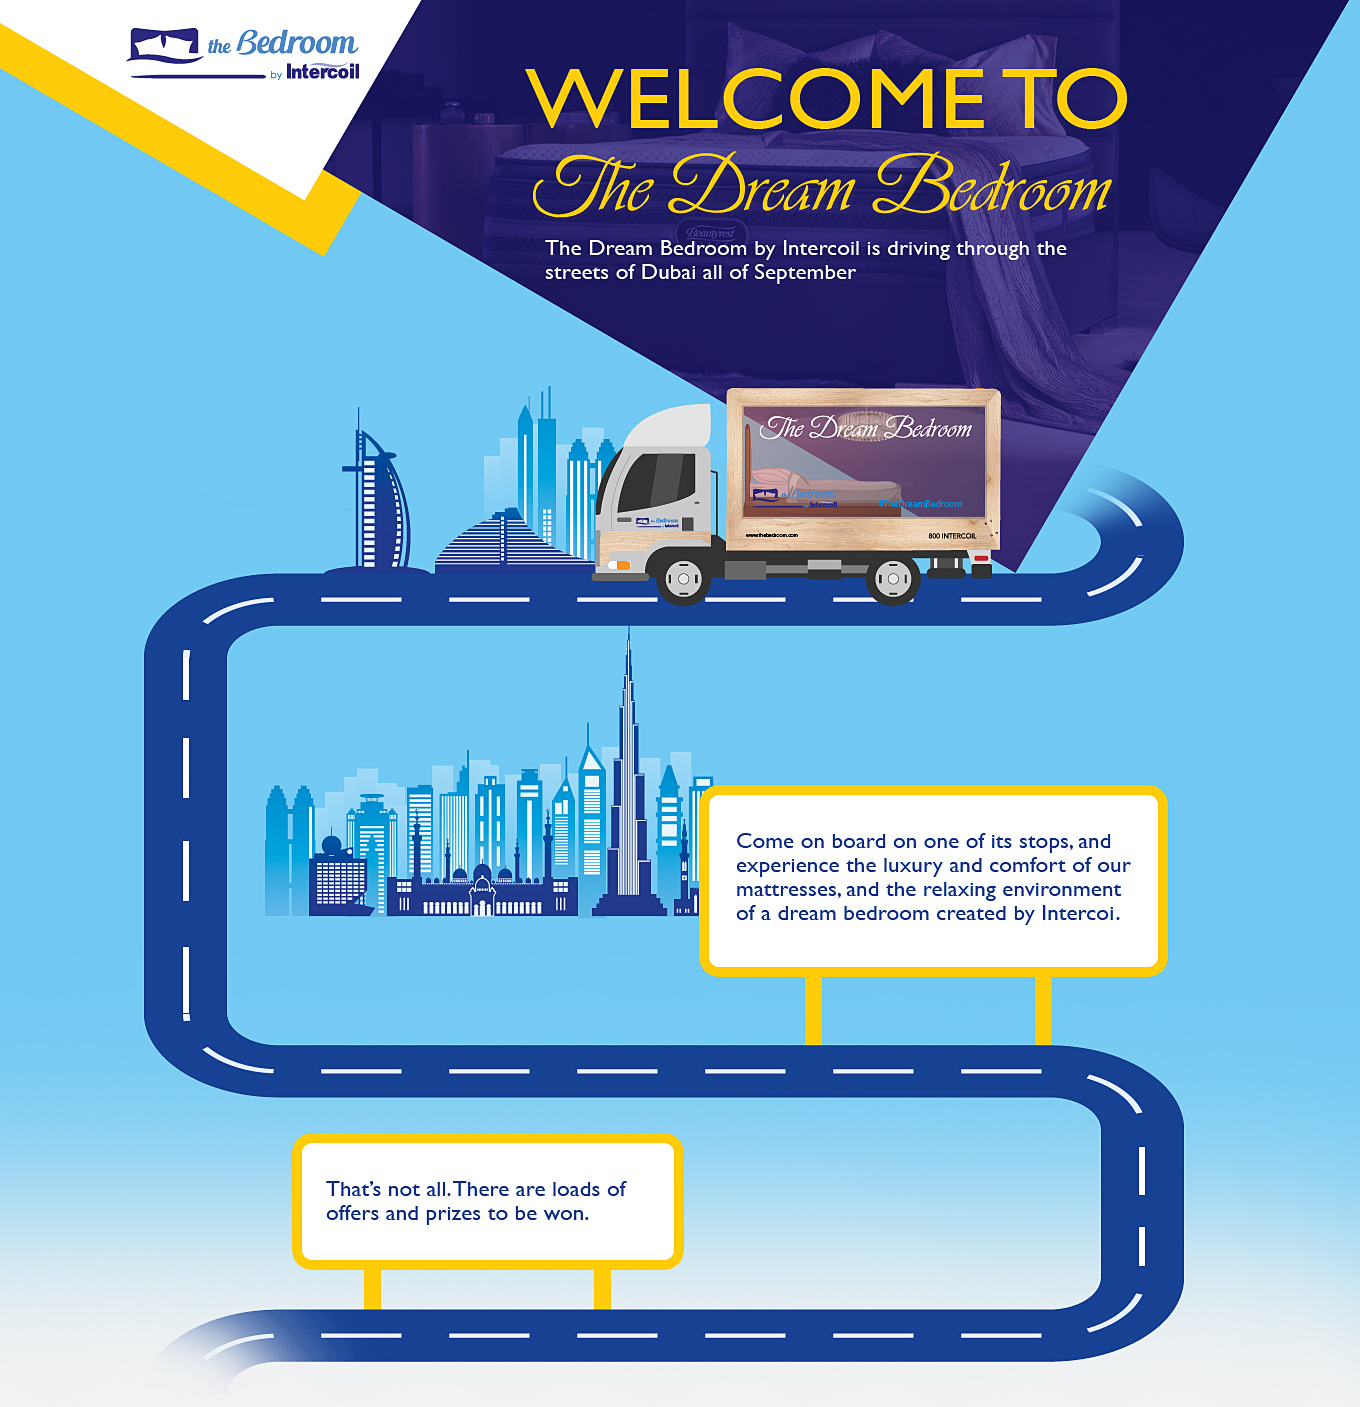 the Bedroom
by Intercoil
WELCOME TO
The Dream Bedroom
Beautyrest
The Dream Bedroom by Intercoil is driving through the
streets of Dubai all of September
The Dream Bedroom
the Bedroom
by Intercoil
#TheDreamBedroom
the Bedroom
by Intercoil
www.thebedroom.com
800 INTERCOIL
Come on board on one of its stops, and
experience the luxury and comfort of our
mattresses, and the relaxing environment
of a dream bedroom created by Intercoi.
That's not all. There are loads of
offers and prizes to be won.